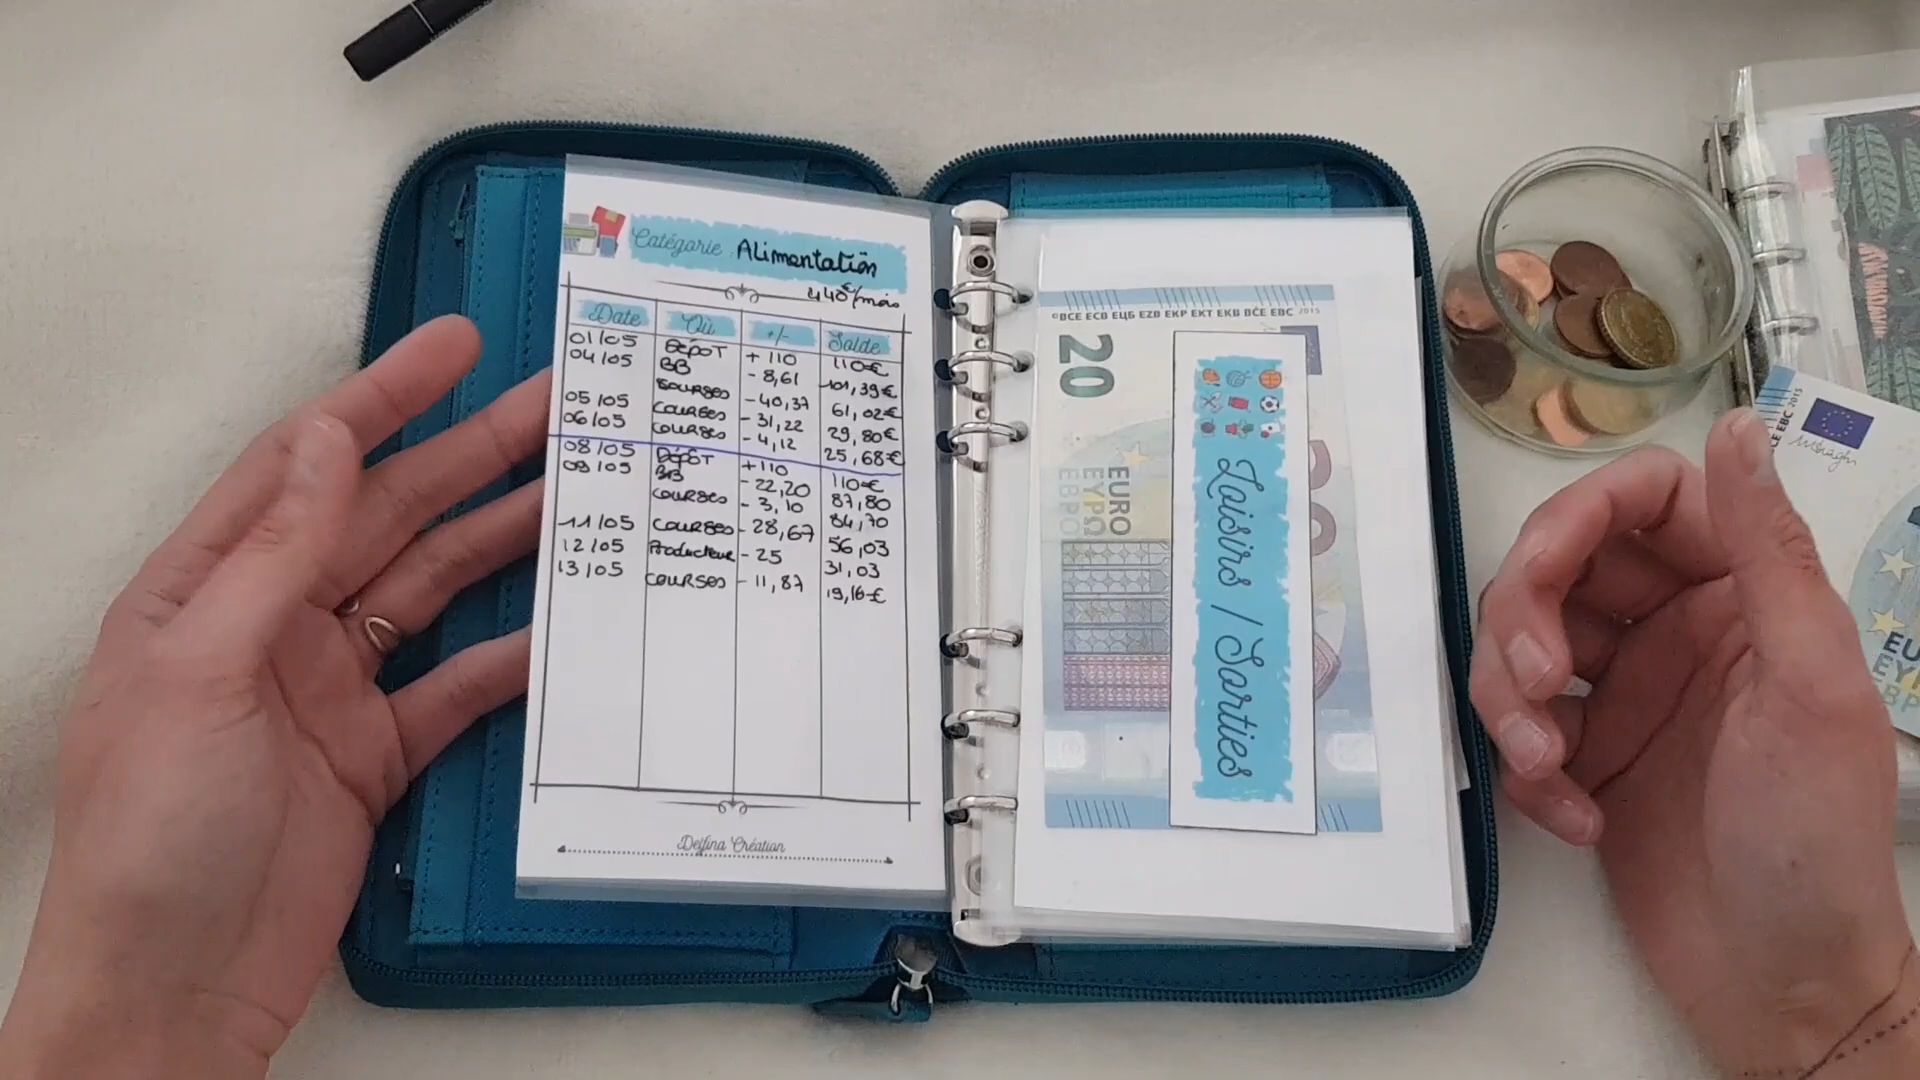 Catégorie Alimentation
440€/mois
Date Où +/- Solde
01/05 Dépôt +110 110€
04/05 BB -8,61 101,39€
courses -40,37 61,02€
05/05 courses -31,22 29,80€
06/05 courses -4,12 25,68€
08/05 Dépôt +110 110€
09/05 BB -22,20 87,80
courses -3,10 84,70
11/05 courses -28,67 56,03
12/05 Producteur -25 31,03
13/05 courses -11,87 19,16€
Delfina Création
©BCE ECB ЕЦБ EZB EKP EKT EKB BĊE EBC 2015
20
EURO
ΕΥΡΩ
ЕВРО
Loisirs / Sorties
CE EBC 2015